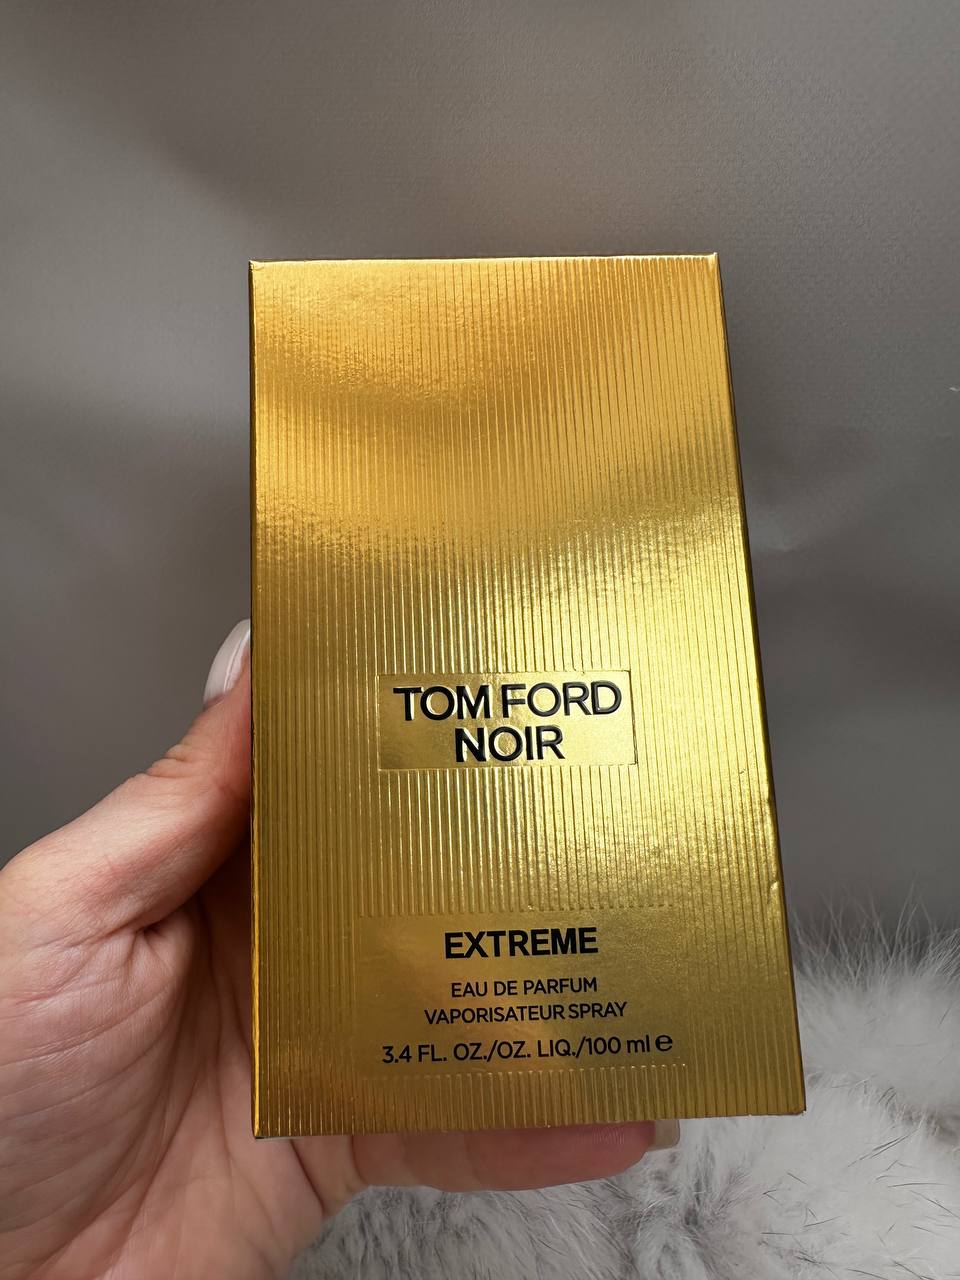 TOM FORD
NOIR
EXTREME
EAU DE PARFUM
VAPORISATEUR SPRAY
3.4 FL. OZ./OZ. LIQ./100 ml ℮